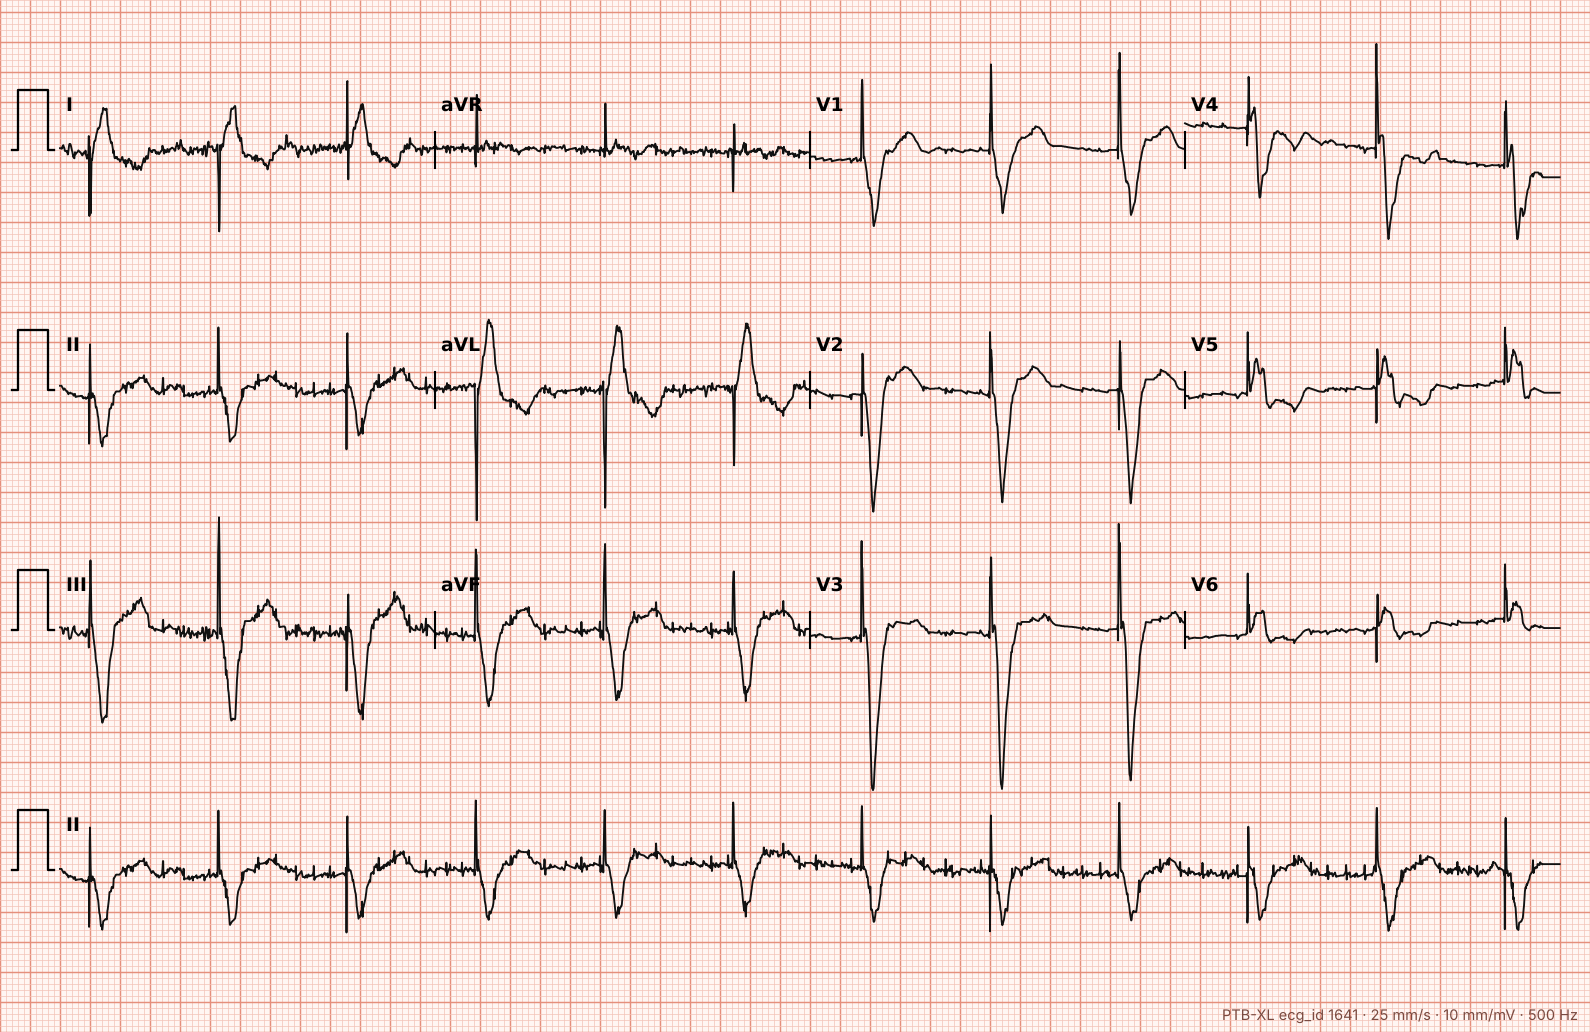 I aVR V1 V4
II aVL V2 V5
III aVF V3 V6
II
PTB-XL ecg_id 1641 · 25 mm/s · 10 mm/mV · 500 Hz